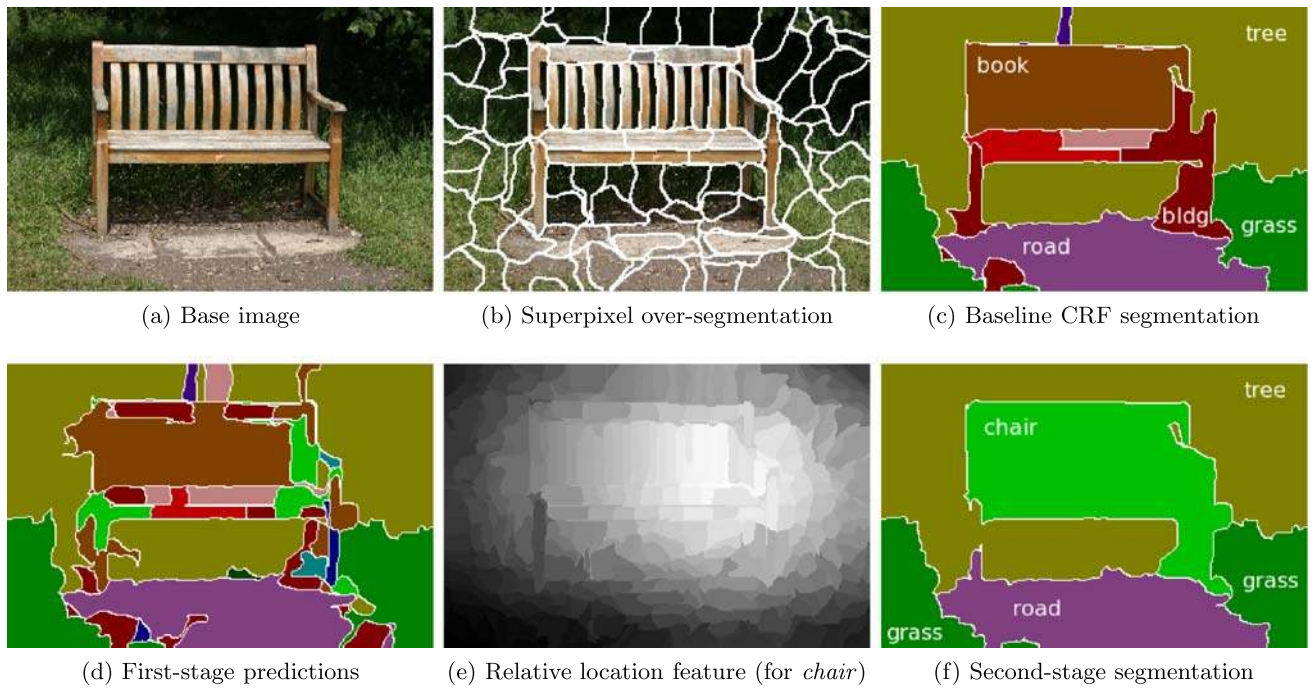 tree
book
bldg
grass
road
(a) Base image
(b) Superpixel over-segmentation
(c) Baseline CRF segmentation
tree
chair
grass
road
grass
(d) First-stage predictions
(e) Relative location feature (for chair)
(f) Second-stage segmentation